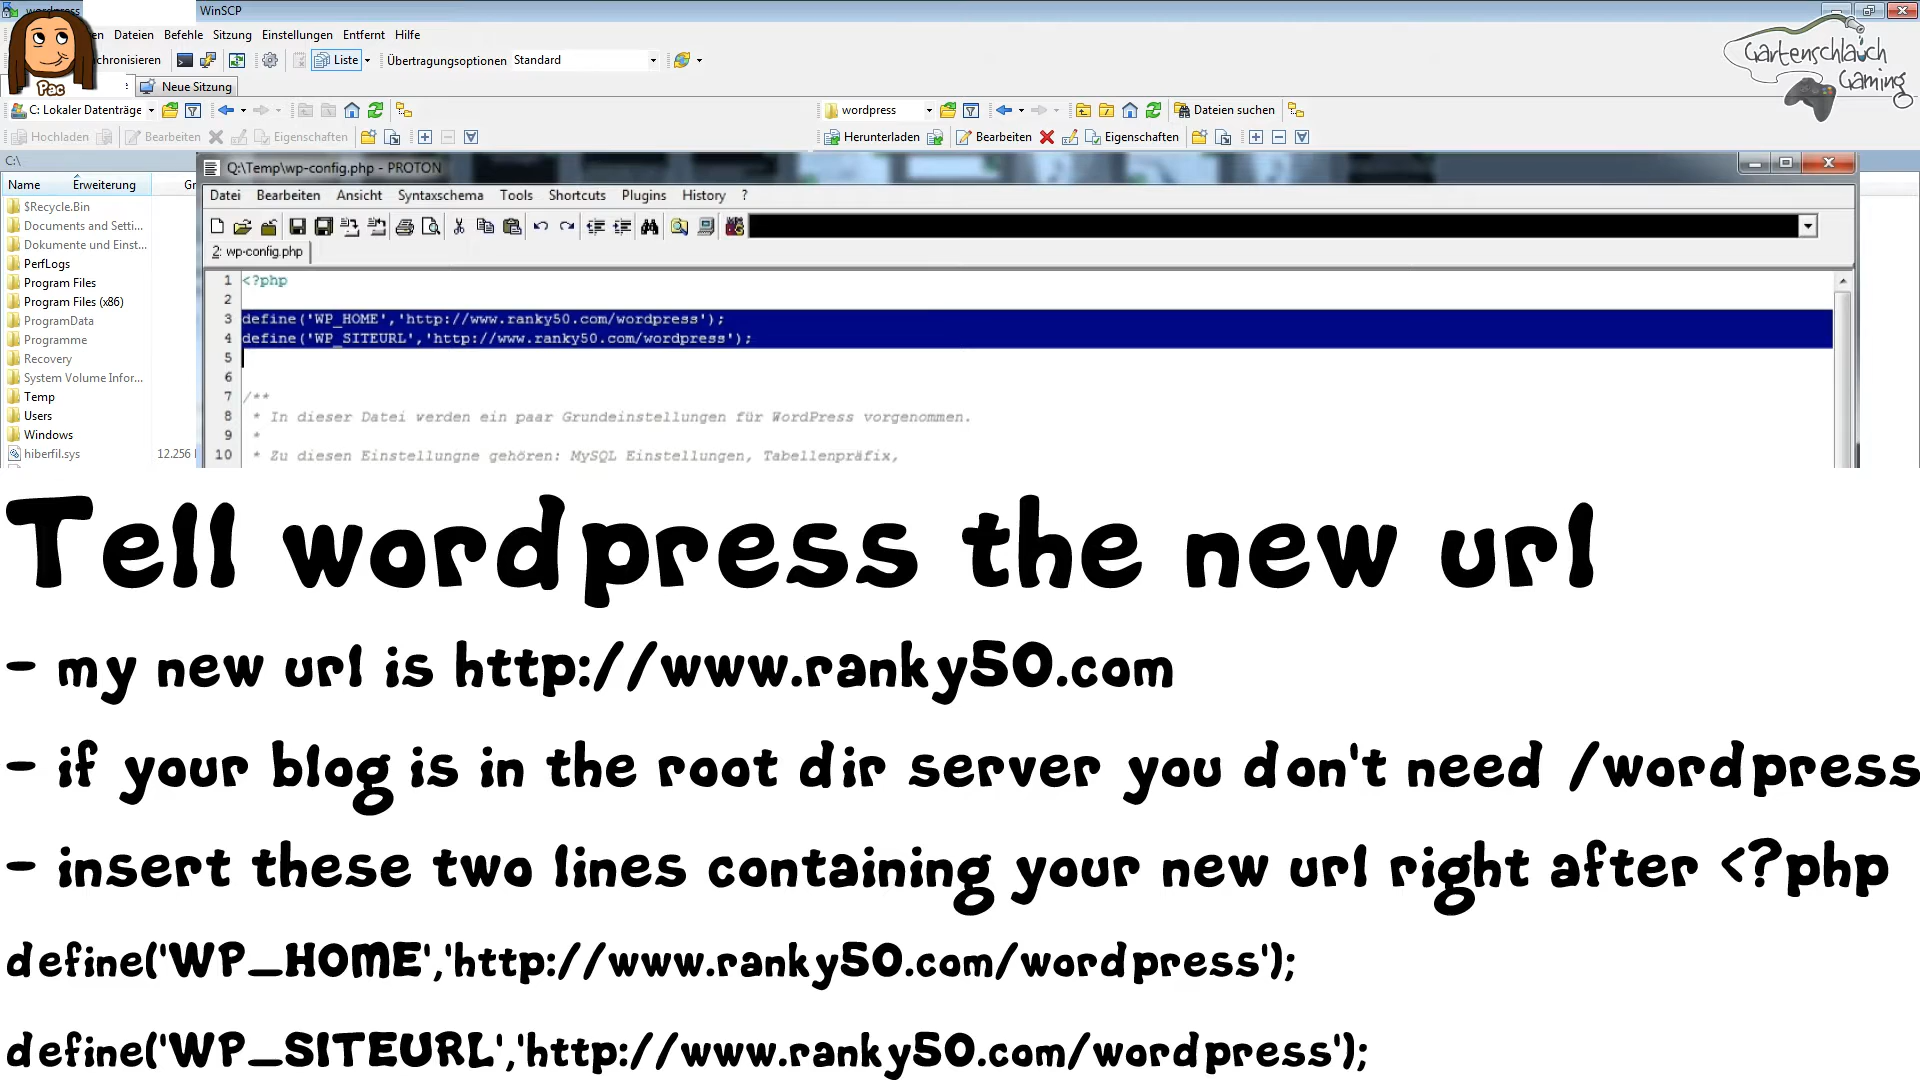 wordpress WinSCP
en Dateien Befehle Sitzung Einstellungen Entfernt Hilfe
chronisieren Liste Übertragungsoptionen Standard
Pac
Gartenschlauch
Gaming
Neue Sitzung
C: Lokaler Datenträge wordpress Dateien suchen
Hochladen Bearbeiten Eigenschaften Herunterladen Bearbeiten Eigenschaften
C:\
Name Erweiterung Gr
$Recycle.Bin
Documents and Setti...
Dokumente und Einst...
PerfLogs
Program Files
Program Files (x86)
ProgramData
Programme
Recovery
System Volume Infor...
Temp
Users
Windows
hiberfil.sys 12.256
Q:\Temp\wp-config.php - PROTON
Datei Bearbeiten Ansicht Syntaxschema Tools Shortcuts Plugins History ?
2: wp-config.php
1 <?php
2
3 define('WP_HOME','http://www.ranky50.com/wordpress');
4 define('WP_SITEURL','http://www.ranky50.com/wordpress');
5
6
7 /**
8 * In dieser Datei werden ein paar Grundeinstellungen für WordPress vorgenommen.
9 *
10 * Zu diesen Einstellungne gehören: MySQL Einstellungen, Tabellenpräfix,
Tell wordpress the new url
- my new url is http://www.ranky50.com
- if your blog is in the root dir server you don't need /wordpress
- insert these two lines containing your new url right after <?php
define('WP_HOME','http://www.ranky50.com/wordpress');
define('WP_SITEURL','http://www.ranky50.com/wordpress');